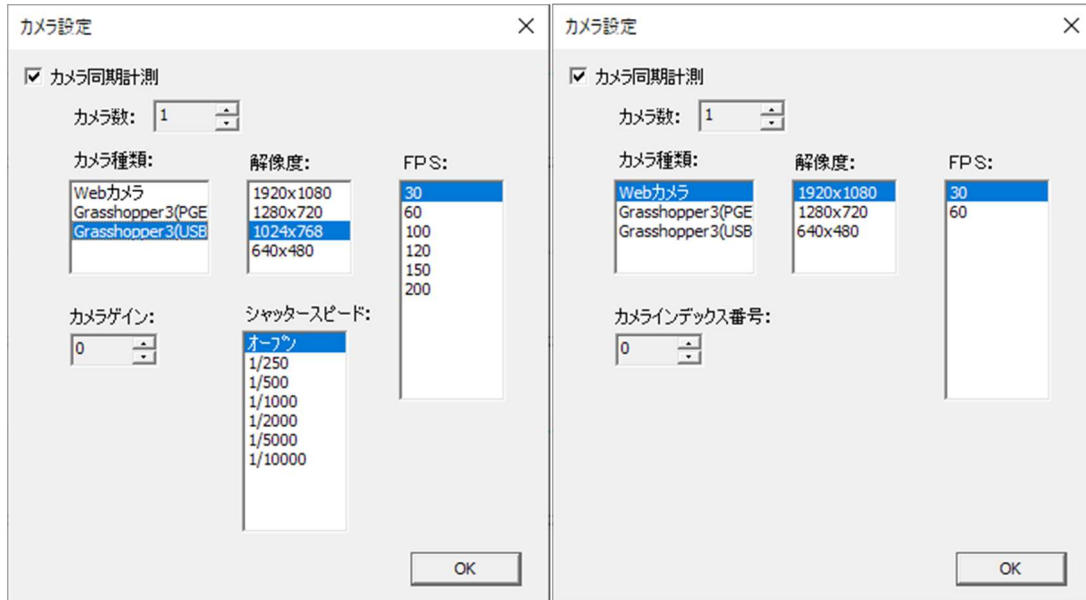 カメラ設定
カメラ同期計測
カメラ数: 1
カメラ種類:
Webカメラ
Grasshopper3(PGE
Grasshopper3(USB
解像度:
1920x1080
1280x720
1024x768
640x480
FPS:
30
60
100
120
150
200
カメラゲイン:
0
シャッタースピード:
オープン
1/250
1/500
1/1000
1/2000
1/5000
1/10000
OK
カメラ設定
カメラ同期計測
カメラ数: 1
カメラ種類:
Webカメラ
Grasshopper3(PGE
Grasshopper3(USB
解像度:
1920x1080
1280x720
640x480
FPS:
30
60
カメラインデックス番号:
0
OK